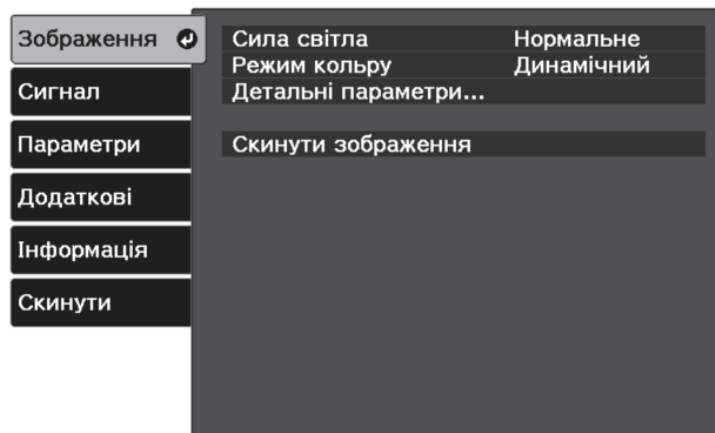 Зображення
Сигнал
Параметри
Додаткові
Інформація
Скинути
Сила світла Нормальне
Режим кольру Динамічний
Детальні параметри...
Скинути зображення